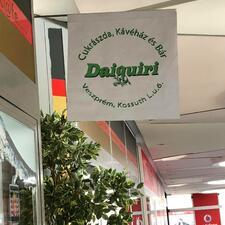 Cukrászda, Kávéház és Bár
Daiquiri
Veszprém, Kossuth L.u.6.